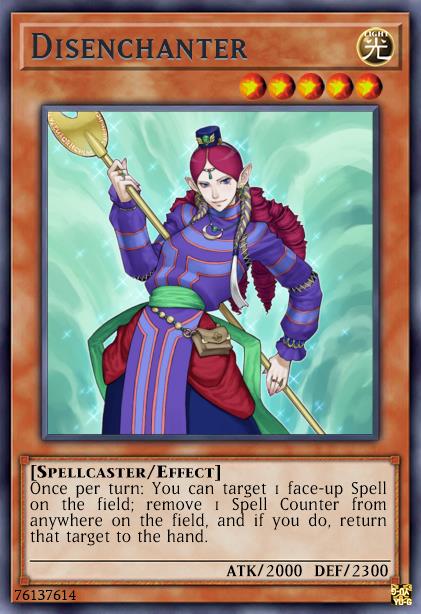 DISENCHANTER
LIGHT
光
[SPELLCASTER/EFFECT]
Once per turn: You can target 1 face-up Spell
on the field; remove 1 Spell Counter from
anywhere on the field, and if you do, return
that target to the hand.
ATK/2000 DEF/2300
76137614